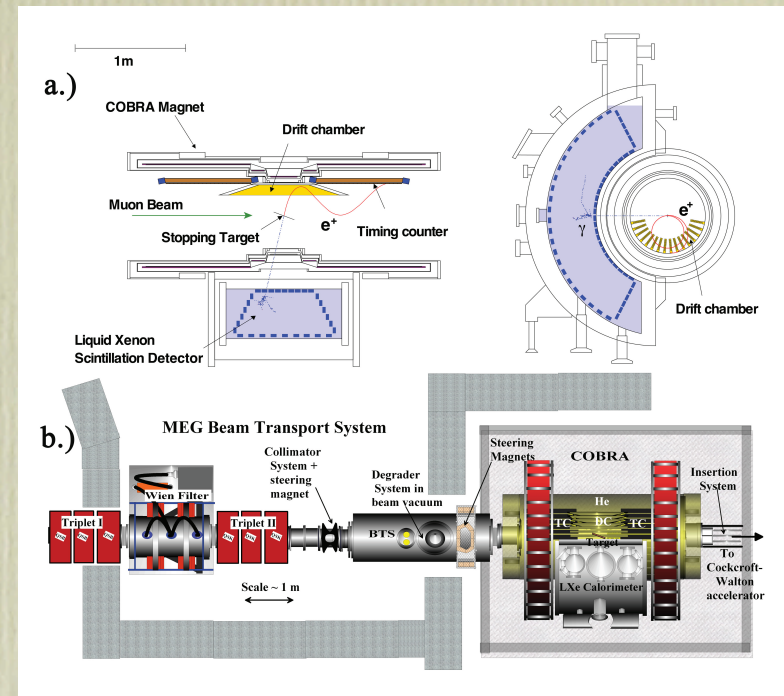 1m
a.)
COBRA Magnet
Drift chamber
Muon Beam
Stopping Target
e+
Timing counter
Liquid Xenon
Scintillation Detector
γ
e+
Drift chamber
b.)
MEG Beam Transport System
Collimator
System +
steering
magnet
Degrader
System in
beam vacuum
Steering
Magnets
COBRA
Insertion
System
Wien Filter
Triplet I
Triplet II
BTS
He
TC
DC
TC
Target
LXe Calorimeter
To
Cockcroft-
Walton
accelerator
Scale ~ 1 m